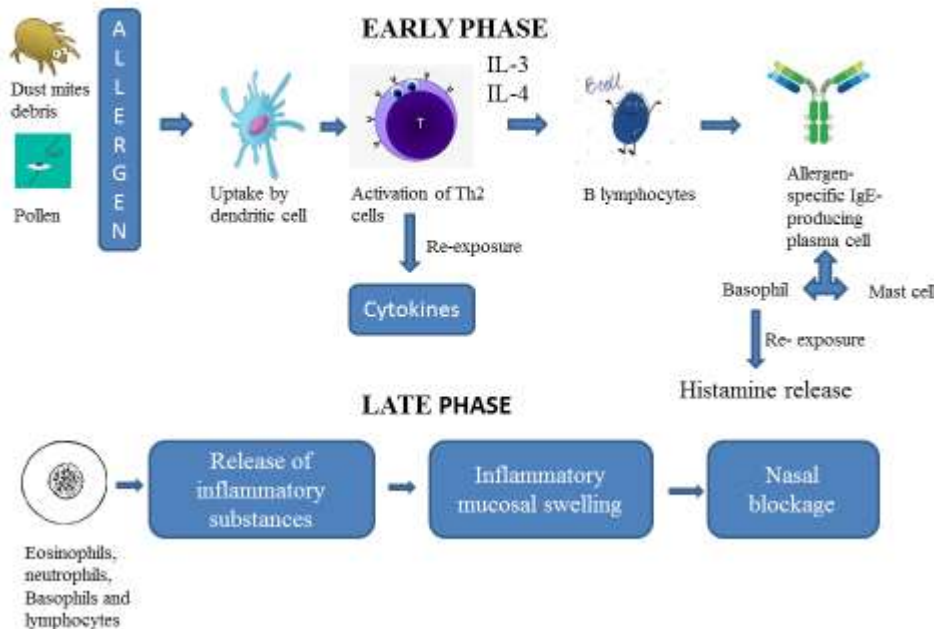 EARLY PHASE
Dust mites
debris
Pollen
A
L
L
E
R
G
E
N
Uptake by
dendritic cell
T
Activation of Th2
cells
IL-3
IL-4
Bcell
B lymphocytes
Allergen-
specific IgE-
producing
plasma cell
Re-exposure
Cytokines
Basophil
Mast cell
Re- exposure
Histamine release
LATE PHASE
Eosinophils,
neutrophils,
Basophils and
lymphocytes
Release of
inflammatory
substances
Inflammatory
mucosal swelling
Nasal
blockage